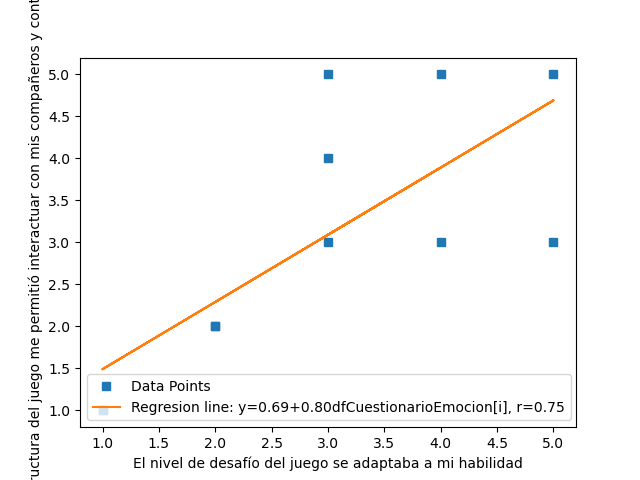 ructura del juego me permitió interactuar con mis compañeros y cont
5.0
4.5
4.0
3.5
3.0
2.5
2.0
1.5
1.0
Data Points
Regresion line: y=0.69+0.80dfCuestionarioEmocion[i], r=0.75
1.0 1.5 2.0 2.5 3.0 3.5 4.0 4.5 5.0
El nivel de desafío del juego se adaptaba a mi habilidad